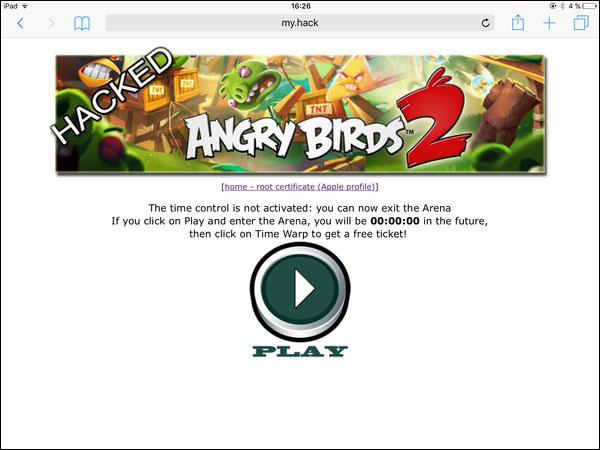 iPad 16:26 4 %
my.hack
HACKED
TNT
TNT
TNT
ANGRY BIRDS 2 ™
[home - root certificate (Apple profile)]
The time control is not activated: you can now exit the Arena
If you click on Play and enter the Arena, you will be 00:00:00 in the future,
then click on Time Warp to get a free ticket!
PLAY